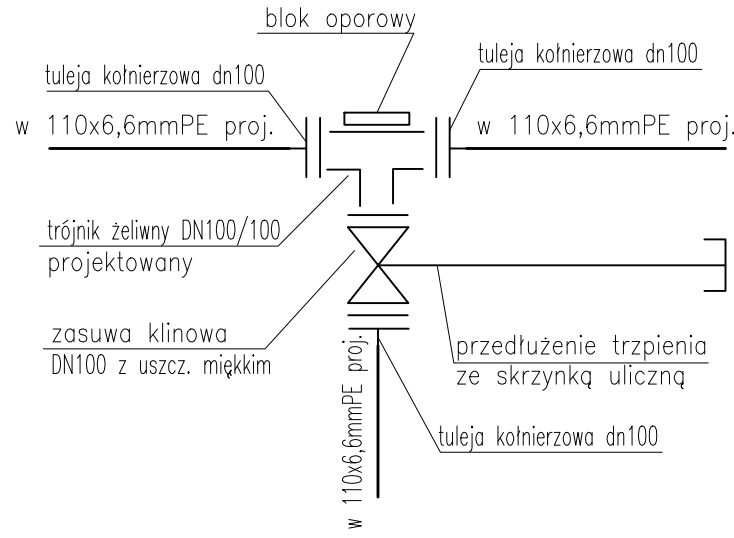 blok oporowy
tuleja kołnierzowa dn100
tuleja kołnierzowa dn100
w 110x6,6mmPE proj.
w 110x6,6mmPE proj.
trójnik żeliwny DN100/100
projektowany
zasuwa klinowa
DN100 z uszcz. miękkim
przedłużenie trzpienia
ze skrzynką uliczną
w 110x6,6mmPE proj.
tuleja kołnierzowa dn100